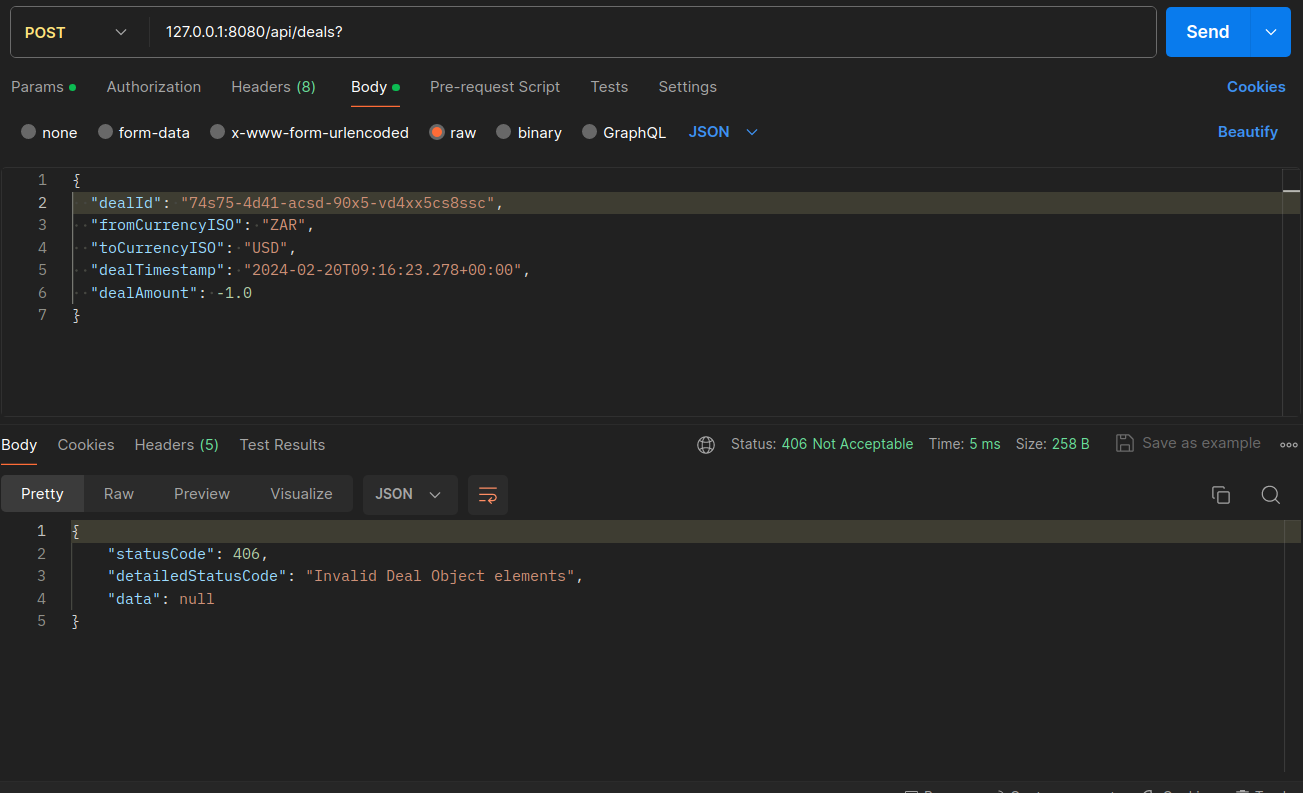 POST 127.0.0.1:8080/api/deals? Send
Params Authorization Headers (8) Body Pre-request Script Tests Settings Cookies
none form-data x-www-form-urlencoded raw binary GraphQL JSON Beautify
1 {
2 "dealId": "74s75-4d41-acsd-90x5-vd4xx5cs8ssc",
3 "fromCurrencyISO": "ZAR",
4 "toCurrencyISO": "USD",
5 "dealTimestamp": "2024-02-20T09:16:23.278+00:00",
6 "dealAmount": -1.0
7 }
Body Cookies Headers (5) Test Results Status: 406 Not Acceptable Time: 5 ms Size: 258 B Save as example
Pretty Raw Preview Visualize JSON
1 {
2 "statusCode": 406,
3 "detailedStatusCode": "Invalid Deal Object elements",
4 "data": null
5 }